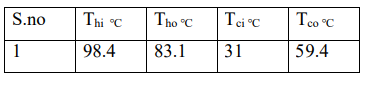 S.no Thi °C Tho °C Tci °C Tco °C
1 98.4 83.1 31 59.4